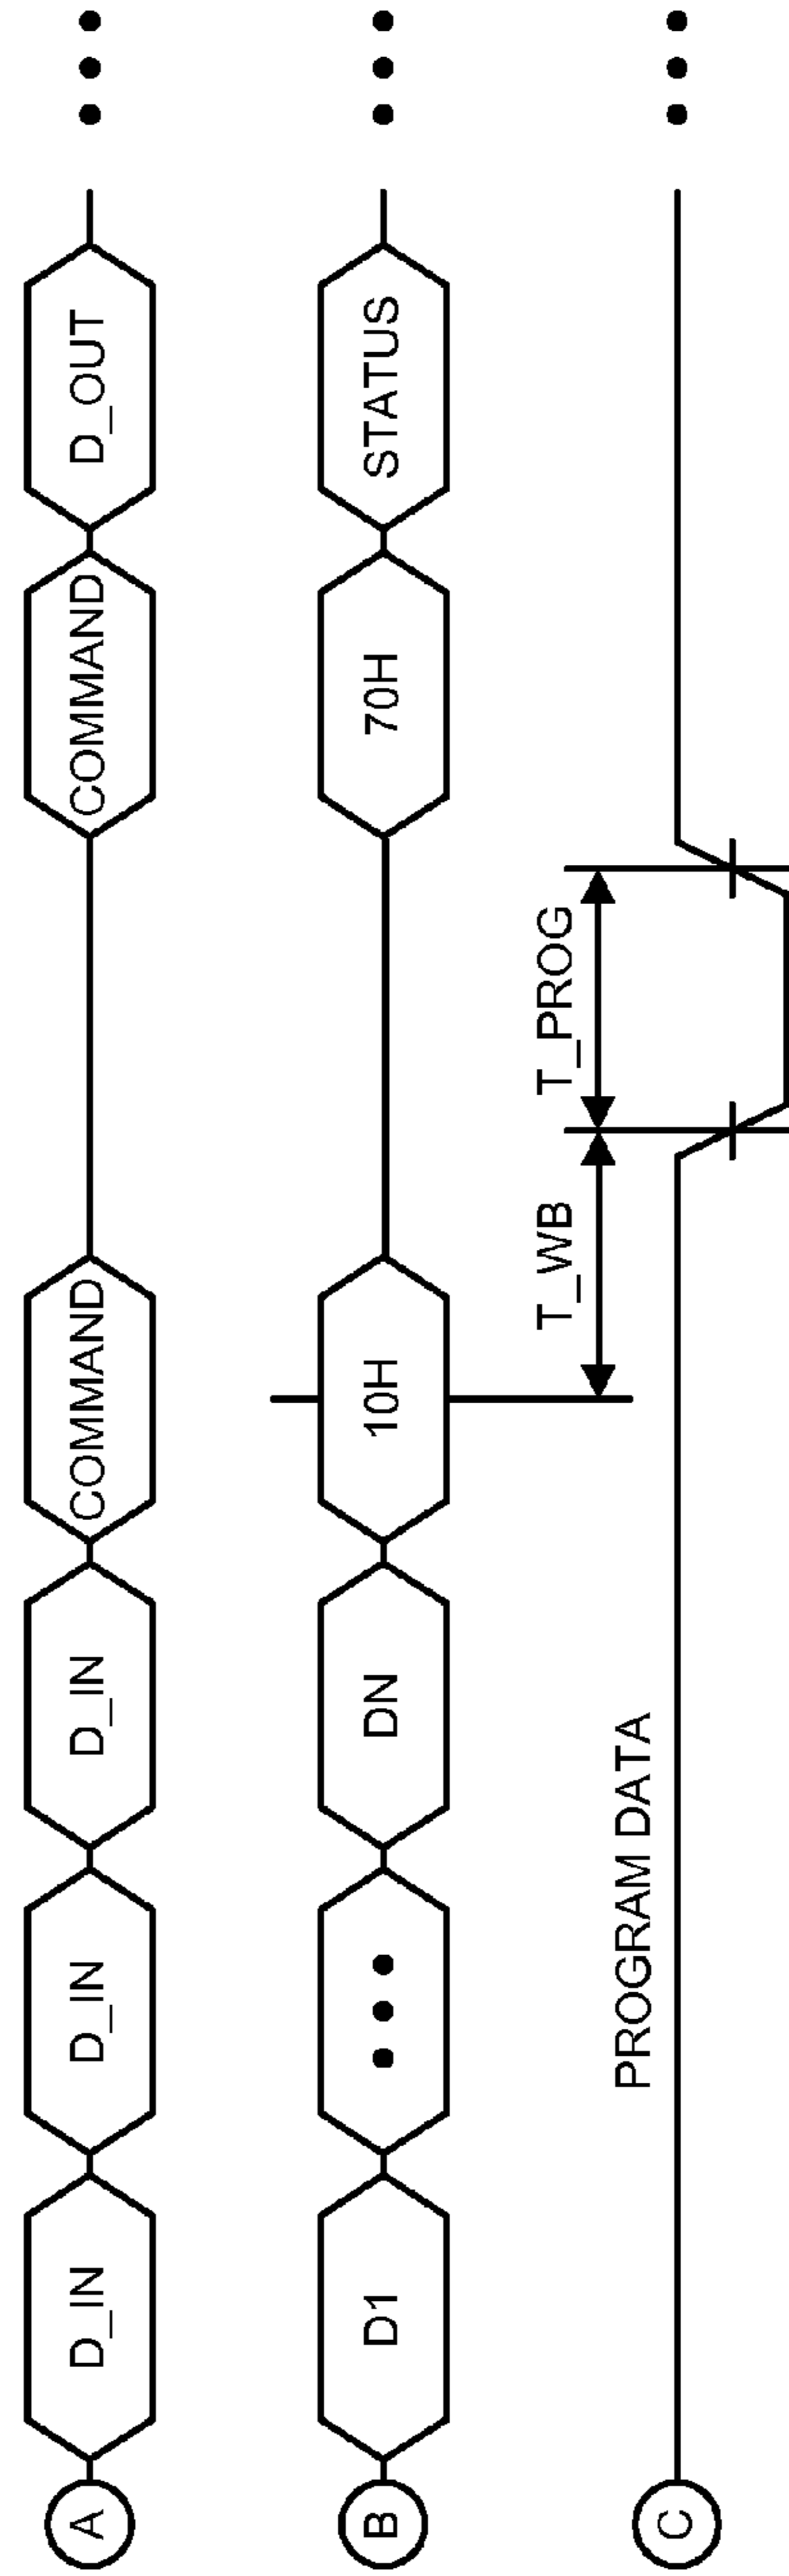 A
D_IN
D_IN
D_IN
COMMAND
COMMAND
D_OUT
B
D1
DN
10H
70H
STATUS
T_WB
T_PROG
PROGRAM DATA
C